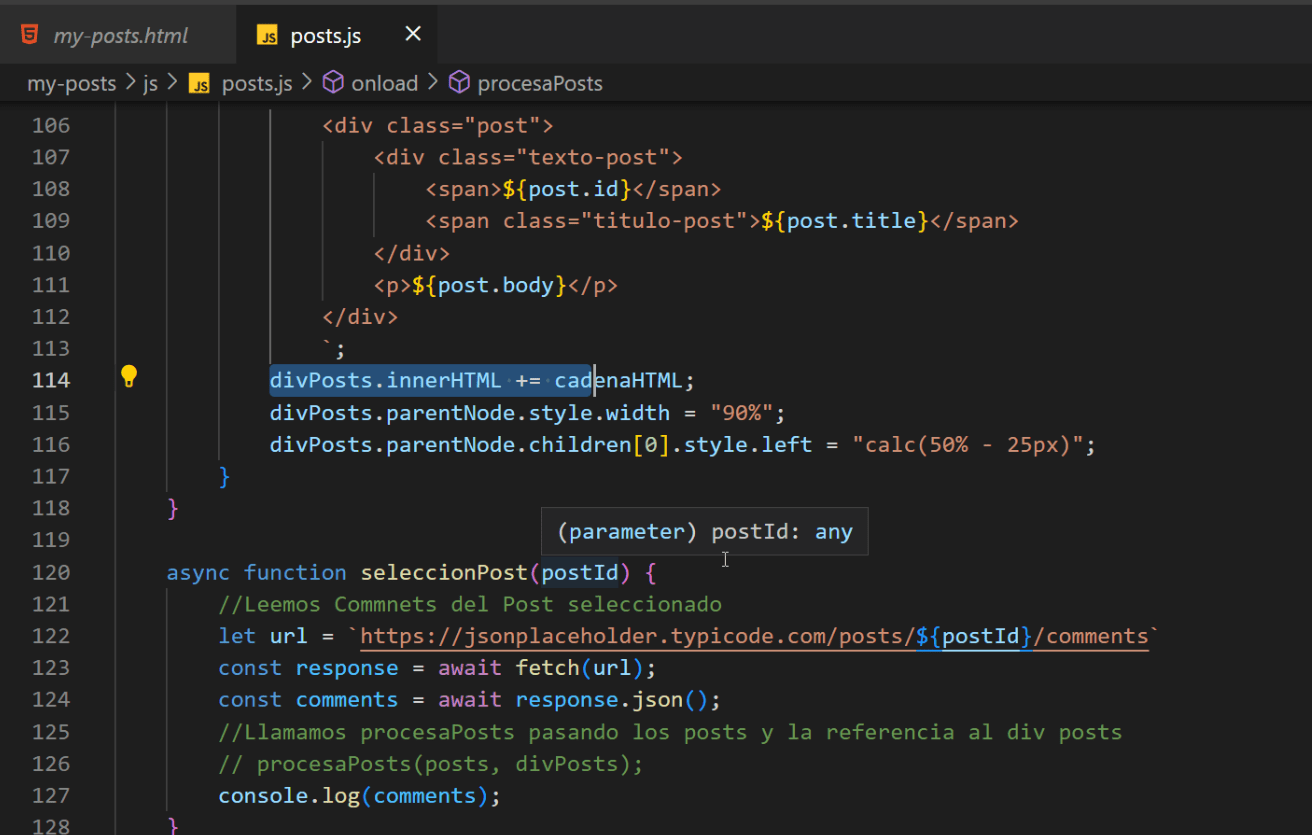 my-posts.html JS posts.js
my-posts > js > JS posts.js > onload > procesaPosts
106 <div class="post">
107 <div class="texto-post">
108 <span>${post.id}</span>
109 <span class="titulo-post">${post.title}</span>
110 </div>
111 <p>${post.body}</p>
112 </div>
113 `;
114 divPosts.innerHTML += cadenaHTML;
115 divPosts.parentNode.style.width = "90%";
116 divPosts.parentNode.children[0].style.left = "calc(50% - 25px)";
117 }
118 }
119
(parameter) postId: any
120 async function seleccionPost(postId) {
121 //Leemos Commnets del Post seleccionado
122 let url = `https://jsonplaceholder.typicode.com/posts/${postId}/comments`
123 const response = await fetch(url);
124 const comments = await response.json();
125 //Llamamos procesaPosts pasando los posts y la referencia al div posts
126 // procesaPosts(posts, divPosts);
127 console.log(comments);
128 }